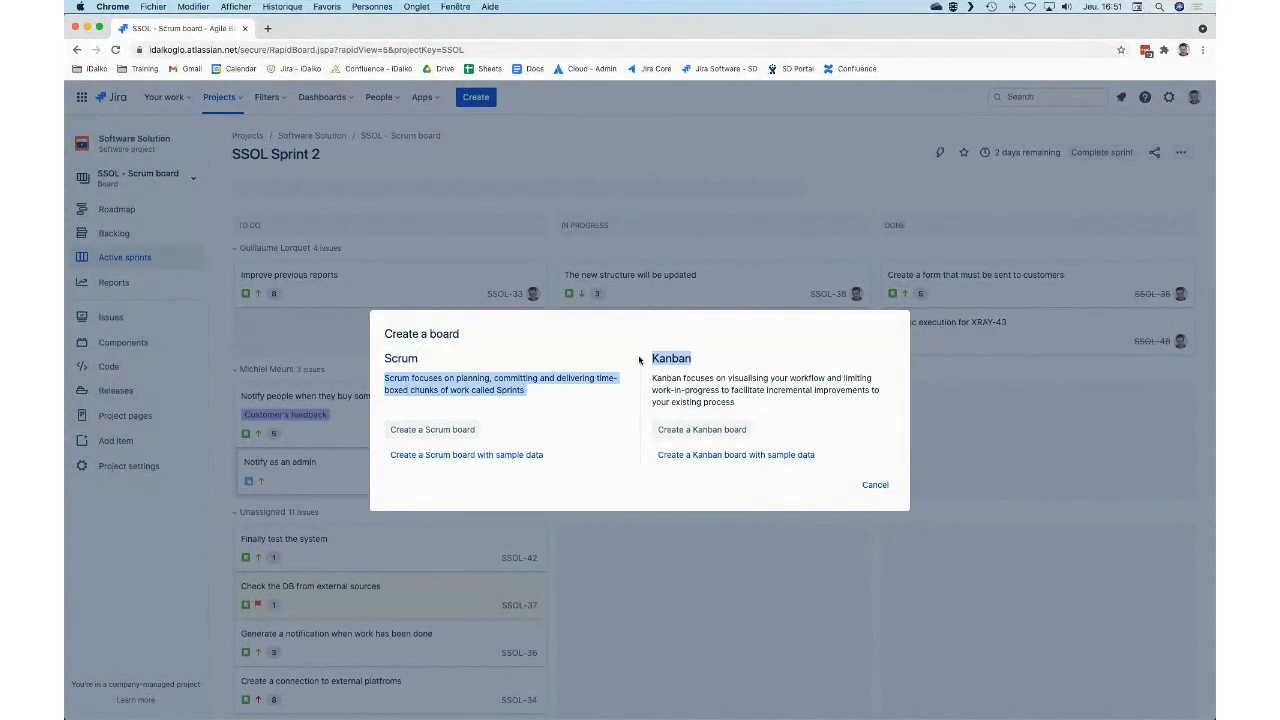 Chrome Fichier Modifier Afficher Historique Favoris Personnes Onglet Fenêtre Aide Jeu. 16:51
SSOL - Scrum board - Agile B
idalkoglo.atlassian.net/secure/RapidBoard.jspa?rapidView=5&projectKey=SSOL
iDalko Training Gmail Calendar Jira - iDalko Confluence - iDalko Drive Sheets Docs Cloud - Admin Jira Core Jira Software - SD SD Portal Confluence
Jira Your work Projects Filters Dashboards People Apps Create Search
Software Solution
Software project
SSOL - Scrum board
Board
Roadmap
Backlog
Active sprints
Reports
Issues
Components
Code
Releases
Project pages
Add item
Project settings
You're in a company-managed project
Learn more
Projects / Software Solution / SSOL - Scrum board
SSOL Sprint 2
2 days remaining Complete sprint
TO DO IN PROGRESS DONE
Guillaume Lorquet 4 issues
Improve previous reports
8 SSOL-33
The new structure will be updated
3 SSOL-38
Create a form that must be sent to customers
5 SSOL-35
c execution for XRAY-43
SSOL-48
Michiel Meurs 3 issues
Notify people when they buy som
Customer's feedback
5
Notify as an admin
Unassigned 11 issues
Finally test the system
1 SSOL-42
Check the DB from external sources
1 SSOL-37
Generate a notification when work has been done
3 SSOL-36
Create a connection to external platfroms
8 SSOL-34
Create a board
Scrum
Scrum focuses on planning, committing and delivering time-
boxed chunks of work called Sprints
Create a Scrum board
Create a Scrum board with sample data
Kanban
Kanban focuses on visualising your workflow and limiting
work-in-progress to facilitate incremental improvements to
your existing process
Create a Kanban board
Create a Kanban board with sample data
Cancel